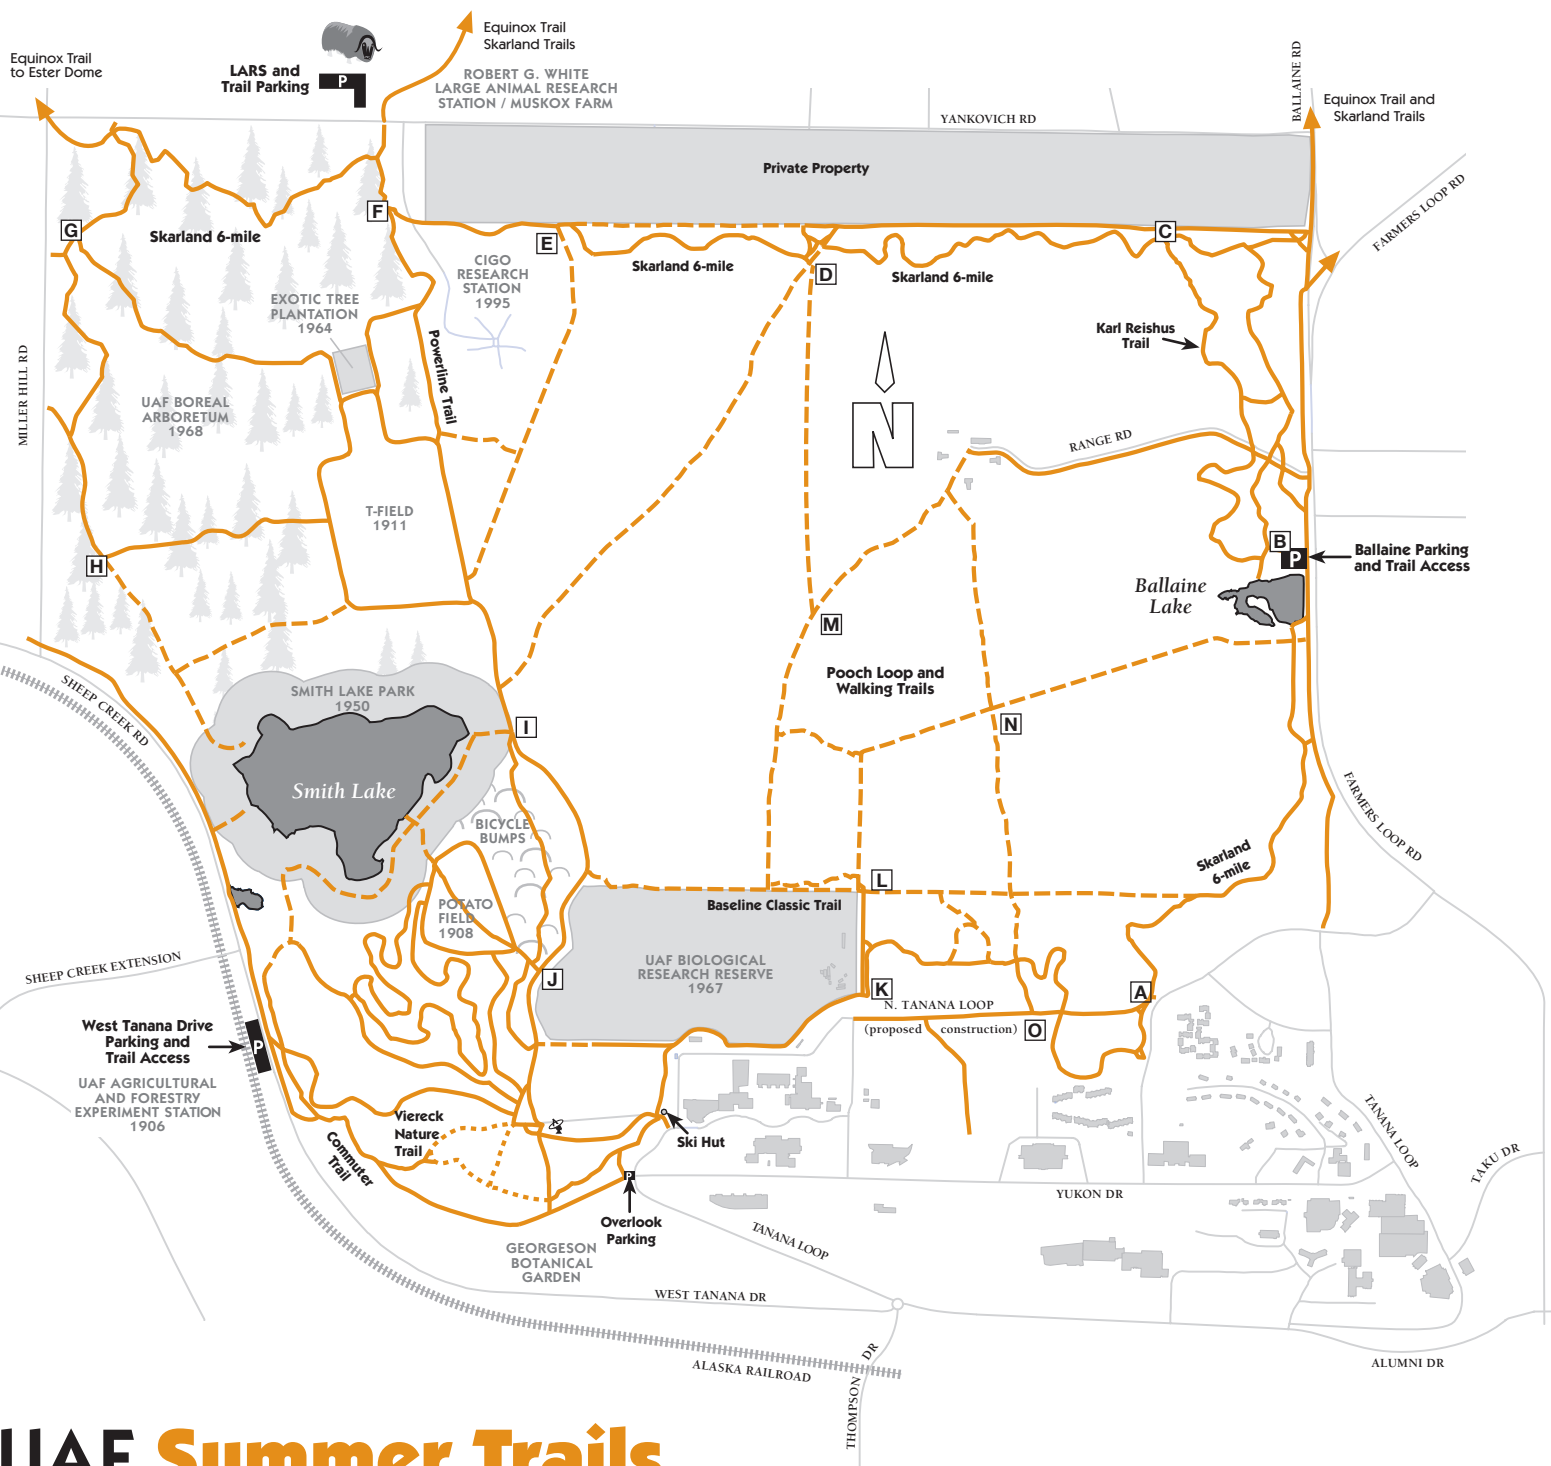 Equinox Trail
Skarland Trails
Equinox Trail
to Ester Dome
LARS and
Trail Parking
P
ROBERT G. WHITE
LARGE ANIMAL RESEARCH
STATION / MUSKOX FARM
BALLAINE RD
Equinox Trail and
Skarland Trails
YANKOVICH RD
Private Property
FARMERS LOOP RD
F
G
Skarland 6-mile
E
C
CIGO
RESEARCH
STATION
1995
Skarland 6-mile
D
Skarland 6-mile
EXOTIC TREE
PLANTATION
1964
Karl Reishus
Trail
Powerline Trail
MILLER HILL RD
UAF BOREAL
ARBORETUM
1968
N
RANGE RD
T-FIELD
1911
B
P
Ballaine Parking
and Trail Access
H
Ballaine
Lake
M
Pooch Loop and
Walking Trails
SMITH LAKE PARK
1950
SHEEP CREEK RD
I
N
Smith Lake
BICYCLE
BUMPS
FARMERS LOOP RD
Skarland
6-mile
L
Baseline Classic Trail
POTATO
FIELD
1908
SHEEP CREEK EXTENSION
UAF BIOLOGICAL
RESEARCH RESERVE
1967
J
K
A
N. TANANA LOOP
(proposed construction)
O
West Tanana Drive
Parking and
Trail Access
P
UAF AGRICULTURAL
AND FORESTRY
EXPERIMENT STATION
1906
Viereck
Nature
Trail
Commuter
Trail
Ski Hut
TANANA LOOP
TAKU DR
P
YUKON DR
Overlook
Parking
TANANA LOOP
GEORGESON
BOTANICAL
GARDEN
WEST TANANA DR
ALASKA RAILROAD
THOMPSON DR
ALUMNI DR
UAF Summer Trails